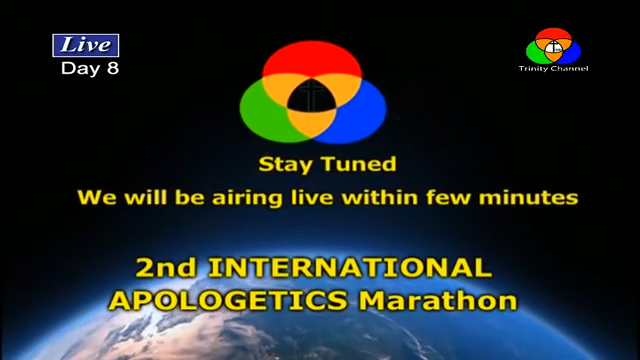 Live
Day 8
Trinity Channel
Stay Tuned
We will be airing live within few minutes
2nd INTERNATIONAL
APOLOGETICS Marathon